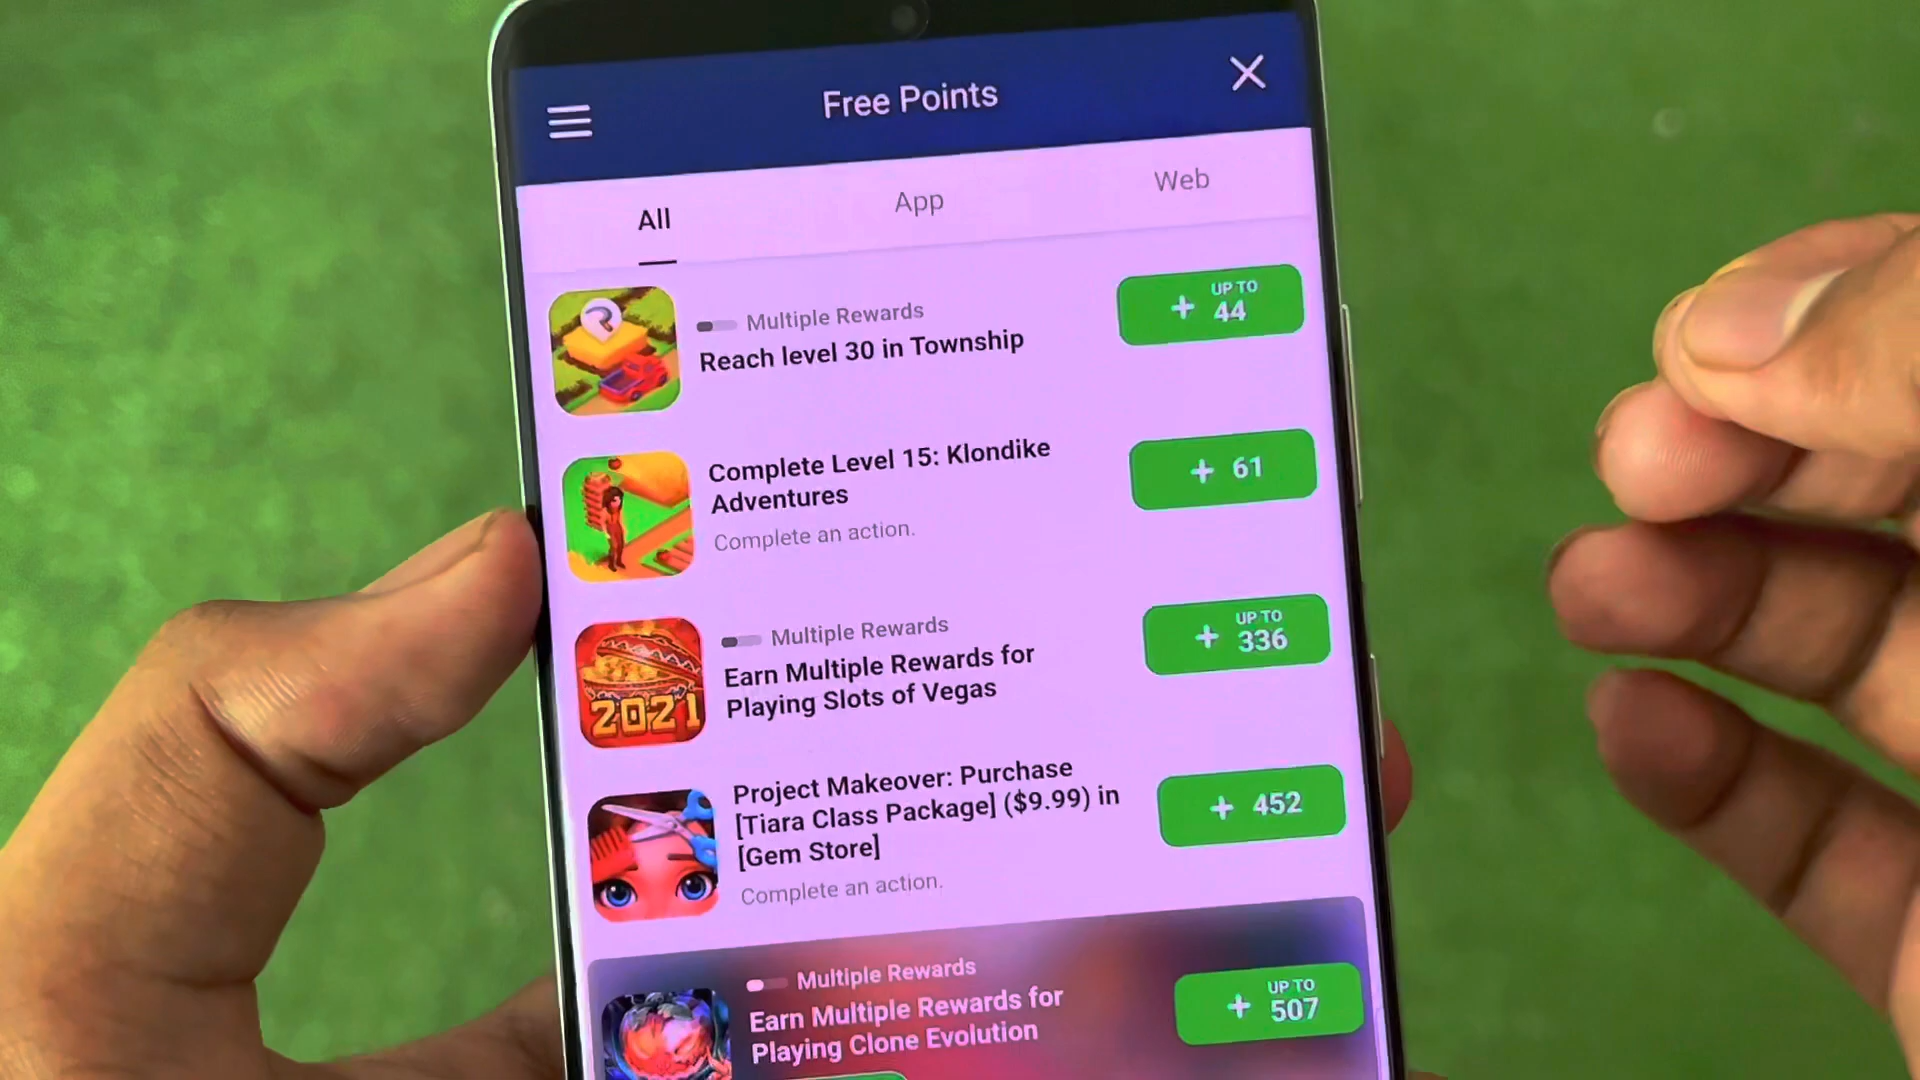 Free Points
All
App
Web
Multiple Rewards
Reach level 30 in Township
+ UP TO 44
Complete Level 15: Klondike
Adventures
Complete an action.
+ 61
Multiple Rewards
Earn Multiple Rewards for
Playing Slots of Vegas
+ UP TO 336
2021
Project Makeover: Purchase
[Tiara Class Package] ($9.99) in
[Gem Store]
Complete an action.
+ 452
Multiple Rewards
Earn Multiple Rewards for
Playing Clone Evolution
+ UP TO 507